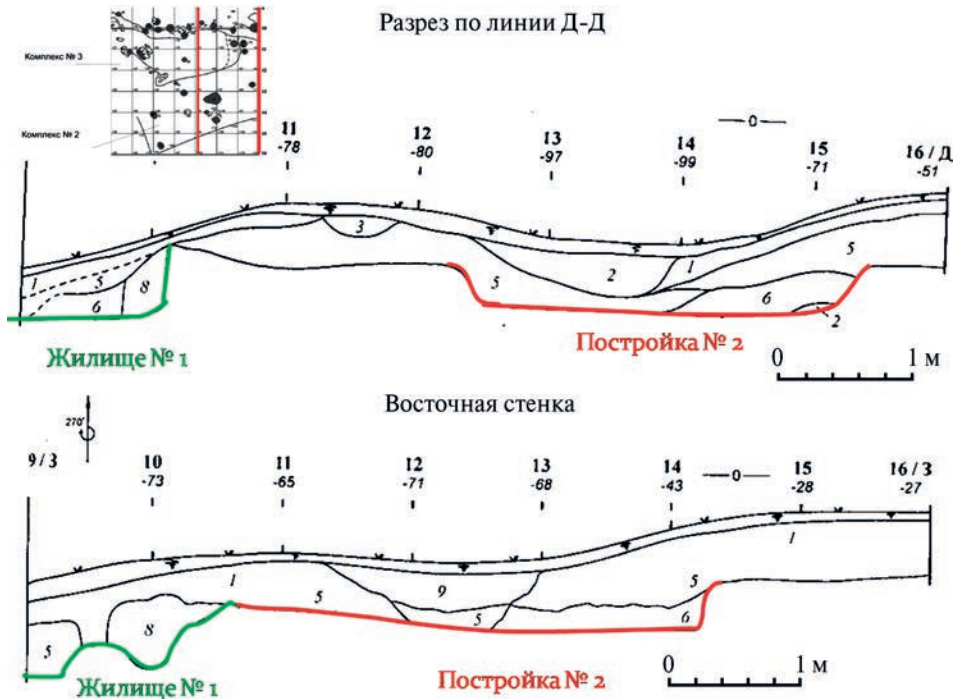 Разрез по линии Д-Д
Комплекс № 3
Комплекс № 2
11 12 13 14 15 16 / Д
-78 -80 -97 -99 -71 -51
0
3
1 5 8 2 1 5
6 5 6
2
Жилище № 1
Постройка № 2
0 1 м
Восточная стенка
270°
9 / З 10 11 12 13 14 15 16 / З
-73 -65 -71 -68 -43 -28 -27
0
1
1 9
5 5
5 8 5 6
Жилище № 1
Постройка № 2
0 1 м